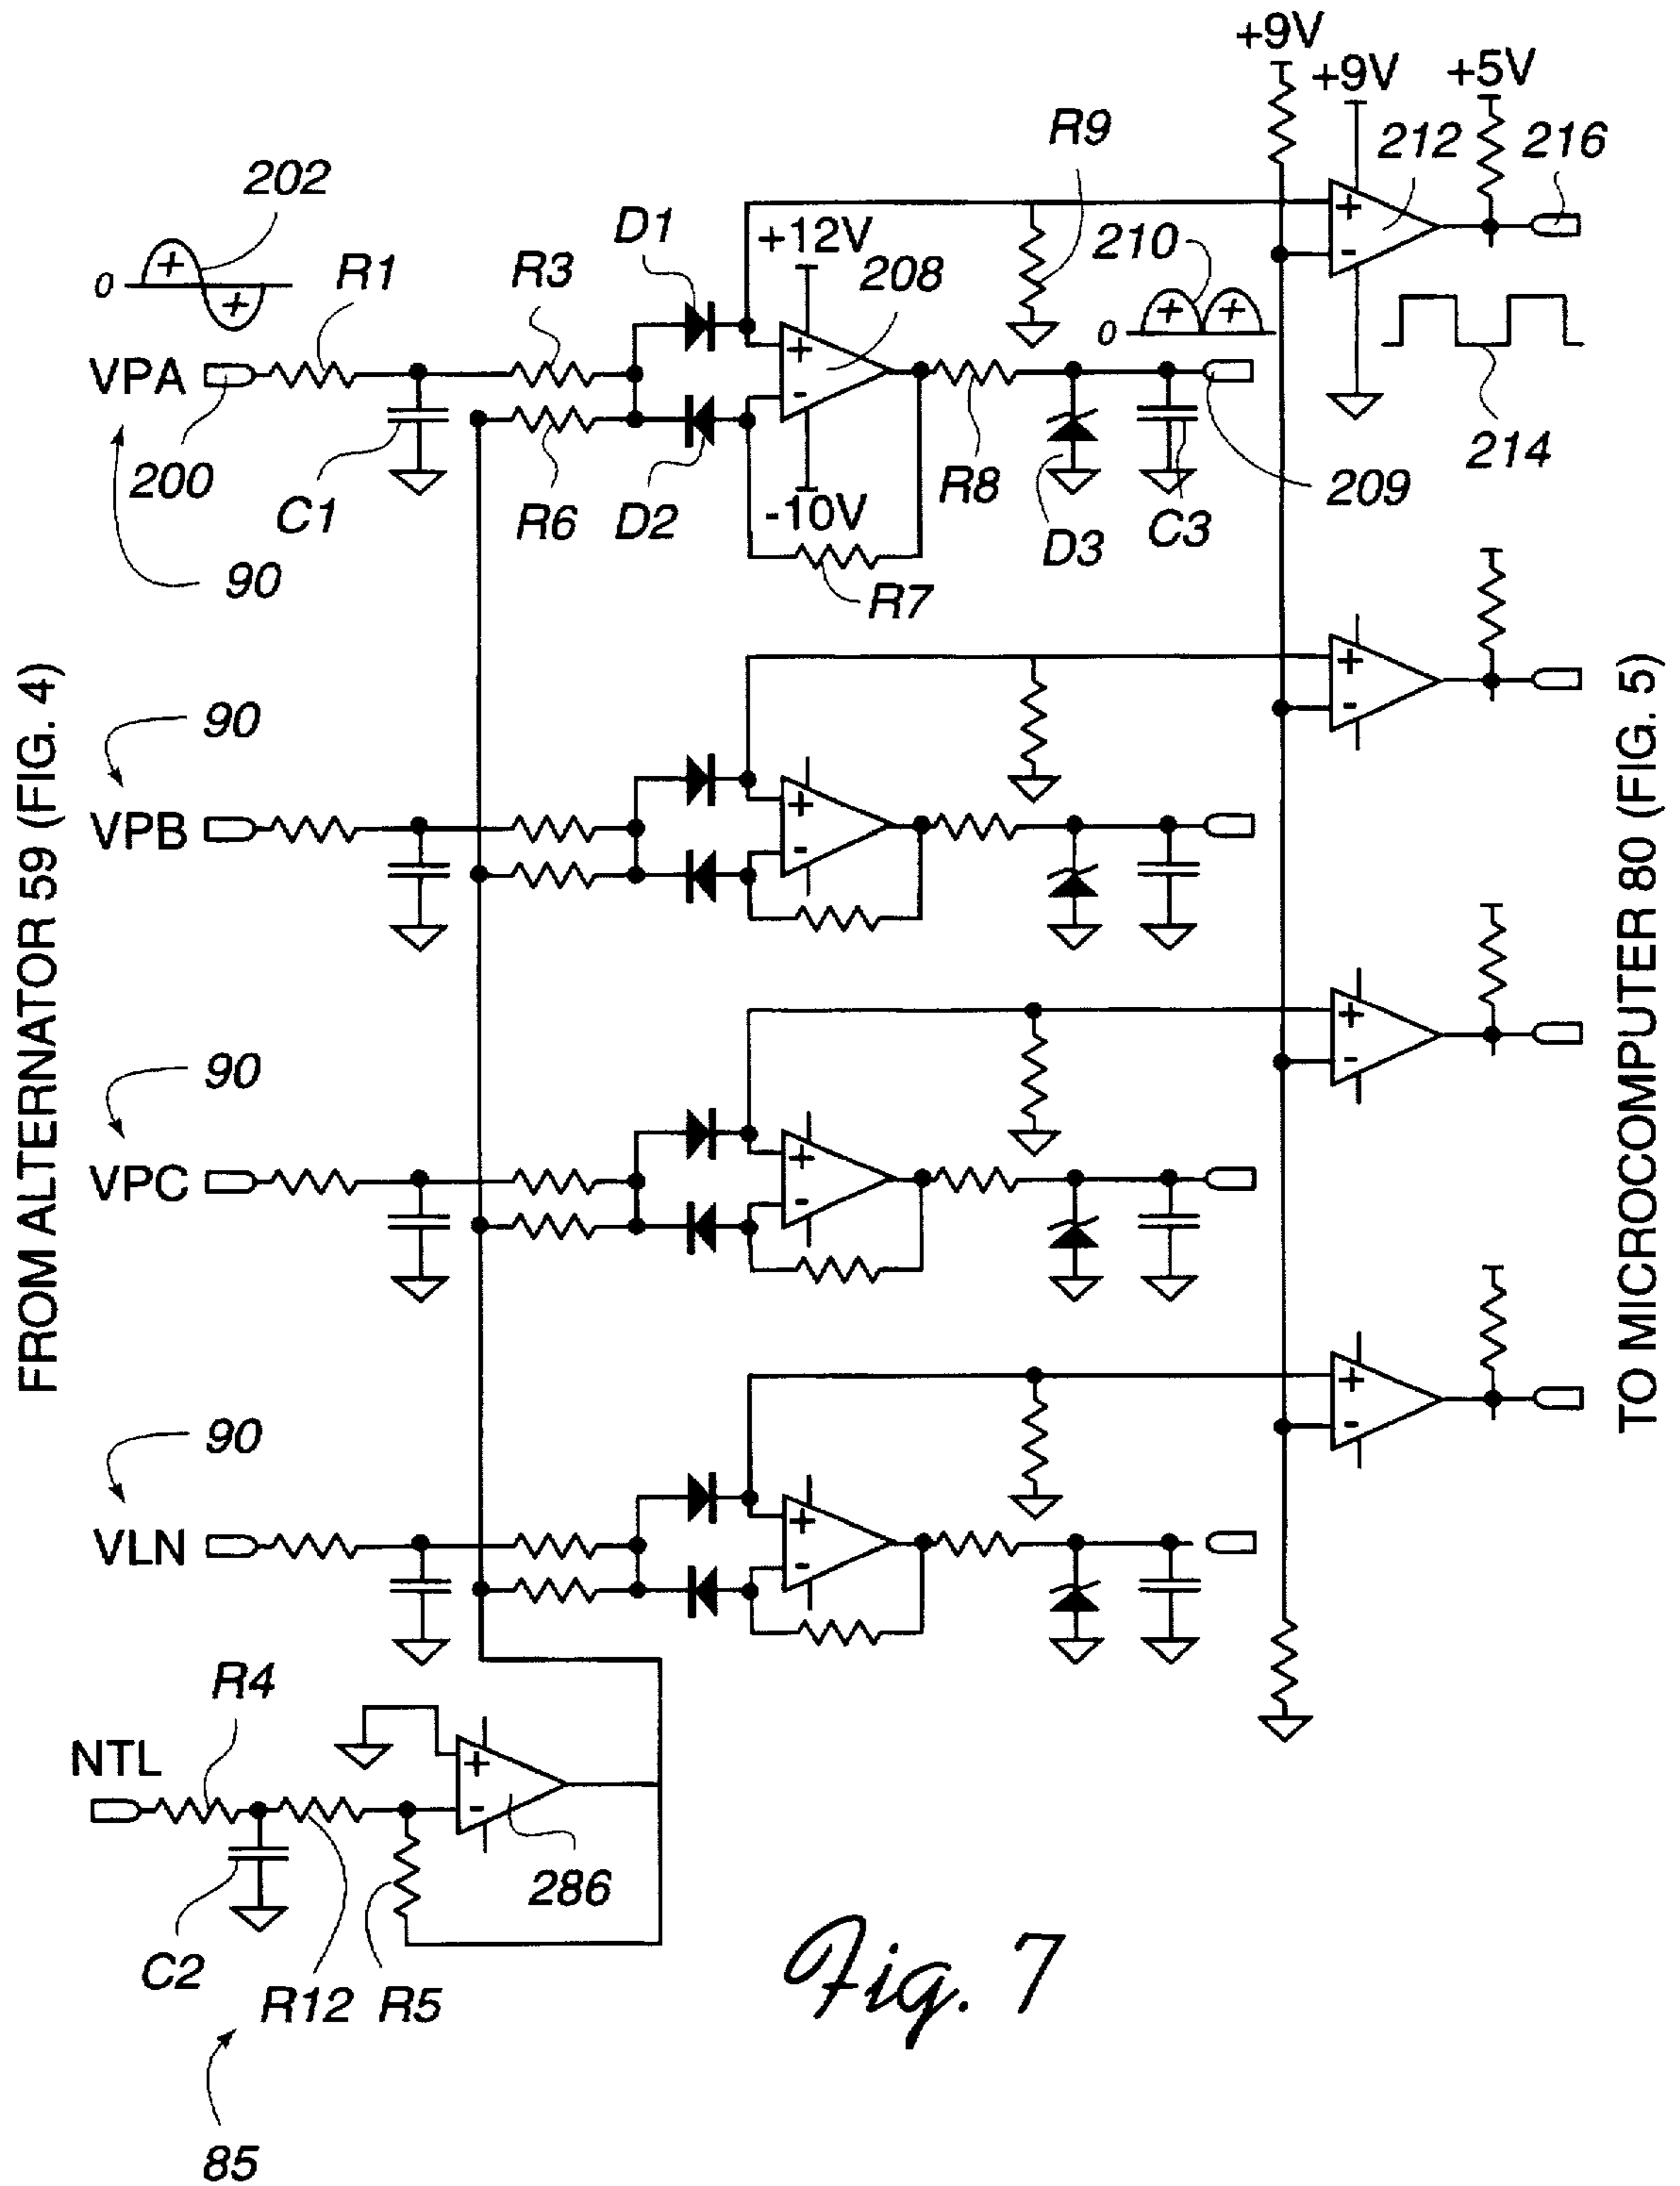 +9V
+9V
+5V
R9
212
216
202
D1
+
+12V
208
210
+
-
0
+
+
R1
R3
0
+
+
VPA
+
-
200
C1
R6
D2
-10V
R8
D3
C3
209
214
90
R7
FROM ALTERNATOR 59 (FIG. 4)
TO MICROCOMPUTER 80 (FIG. 5)
90
VPB
+
-
+
-
90
VPC
+
-
+
-
90
VLN
+
-
+
-
R4
NTL
+
-
286
C2
R12
R5
85
Fig. 7